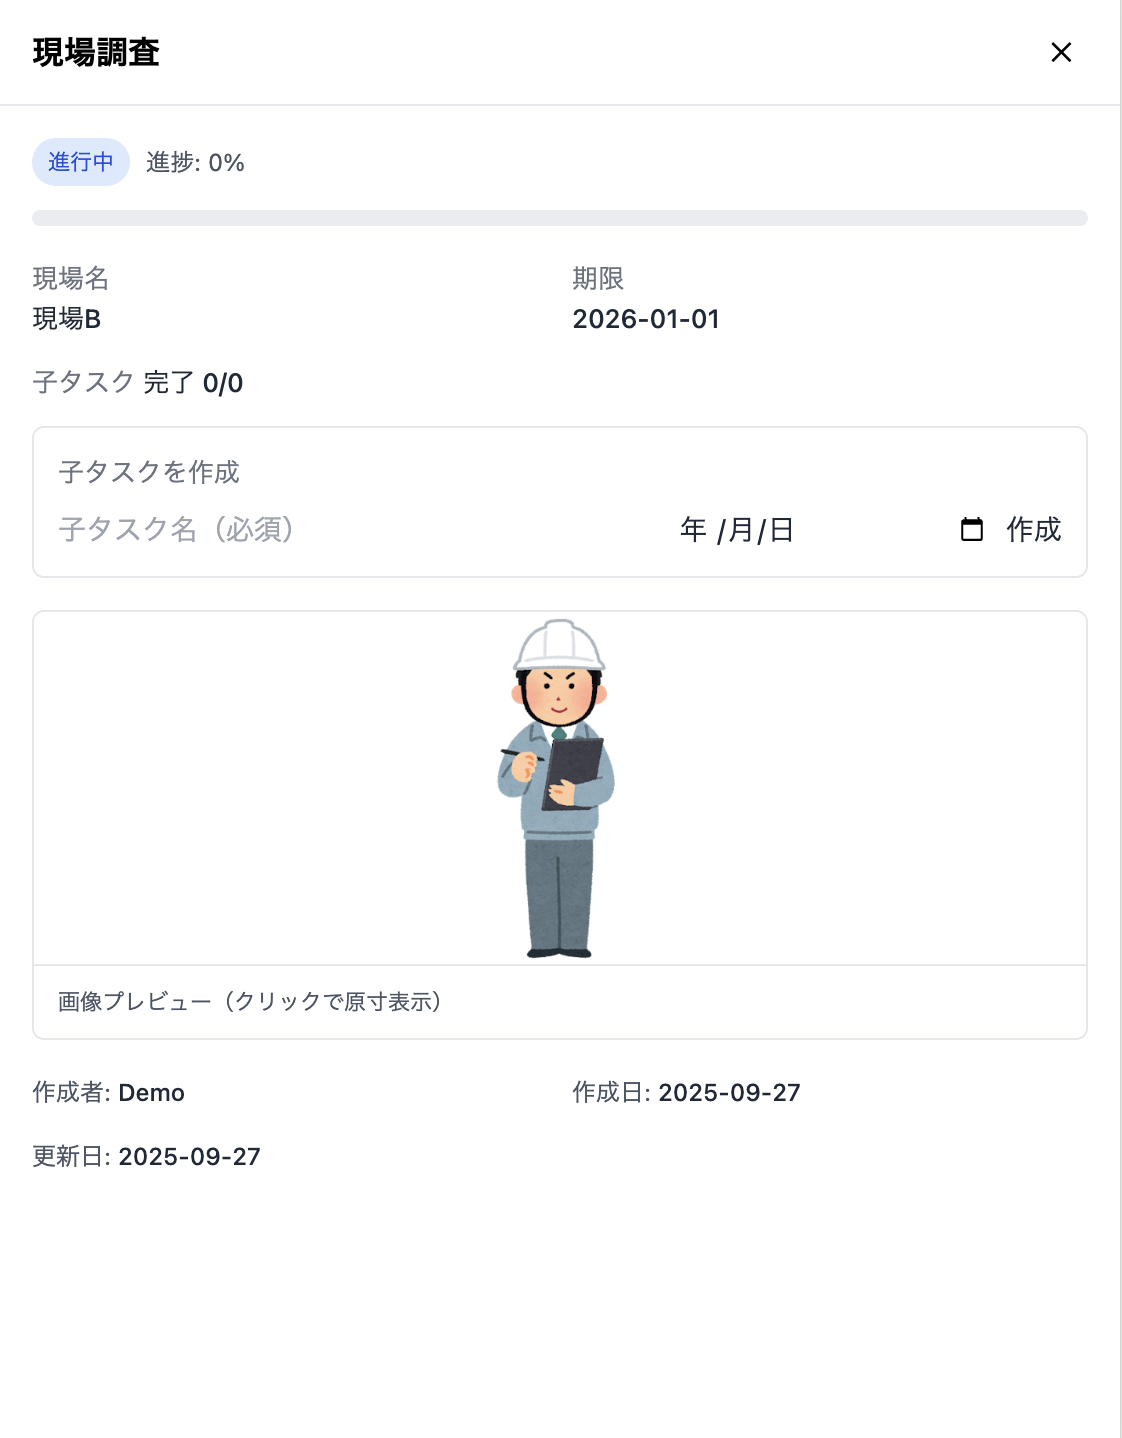 現場調査
進行中 進捗: 0%
現場名 期限
現場B 2026-01-01
子タスク 完了 0/0
子タスクを作成
子タスク名（必須） 年 /月/日 作成
画像プレビュー（クリックで原寸表示）
作成者: Demo 作成日: 2025-09-27
更新日: 2025-09-27